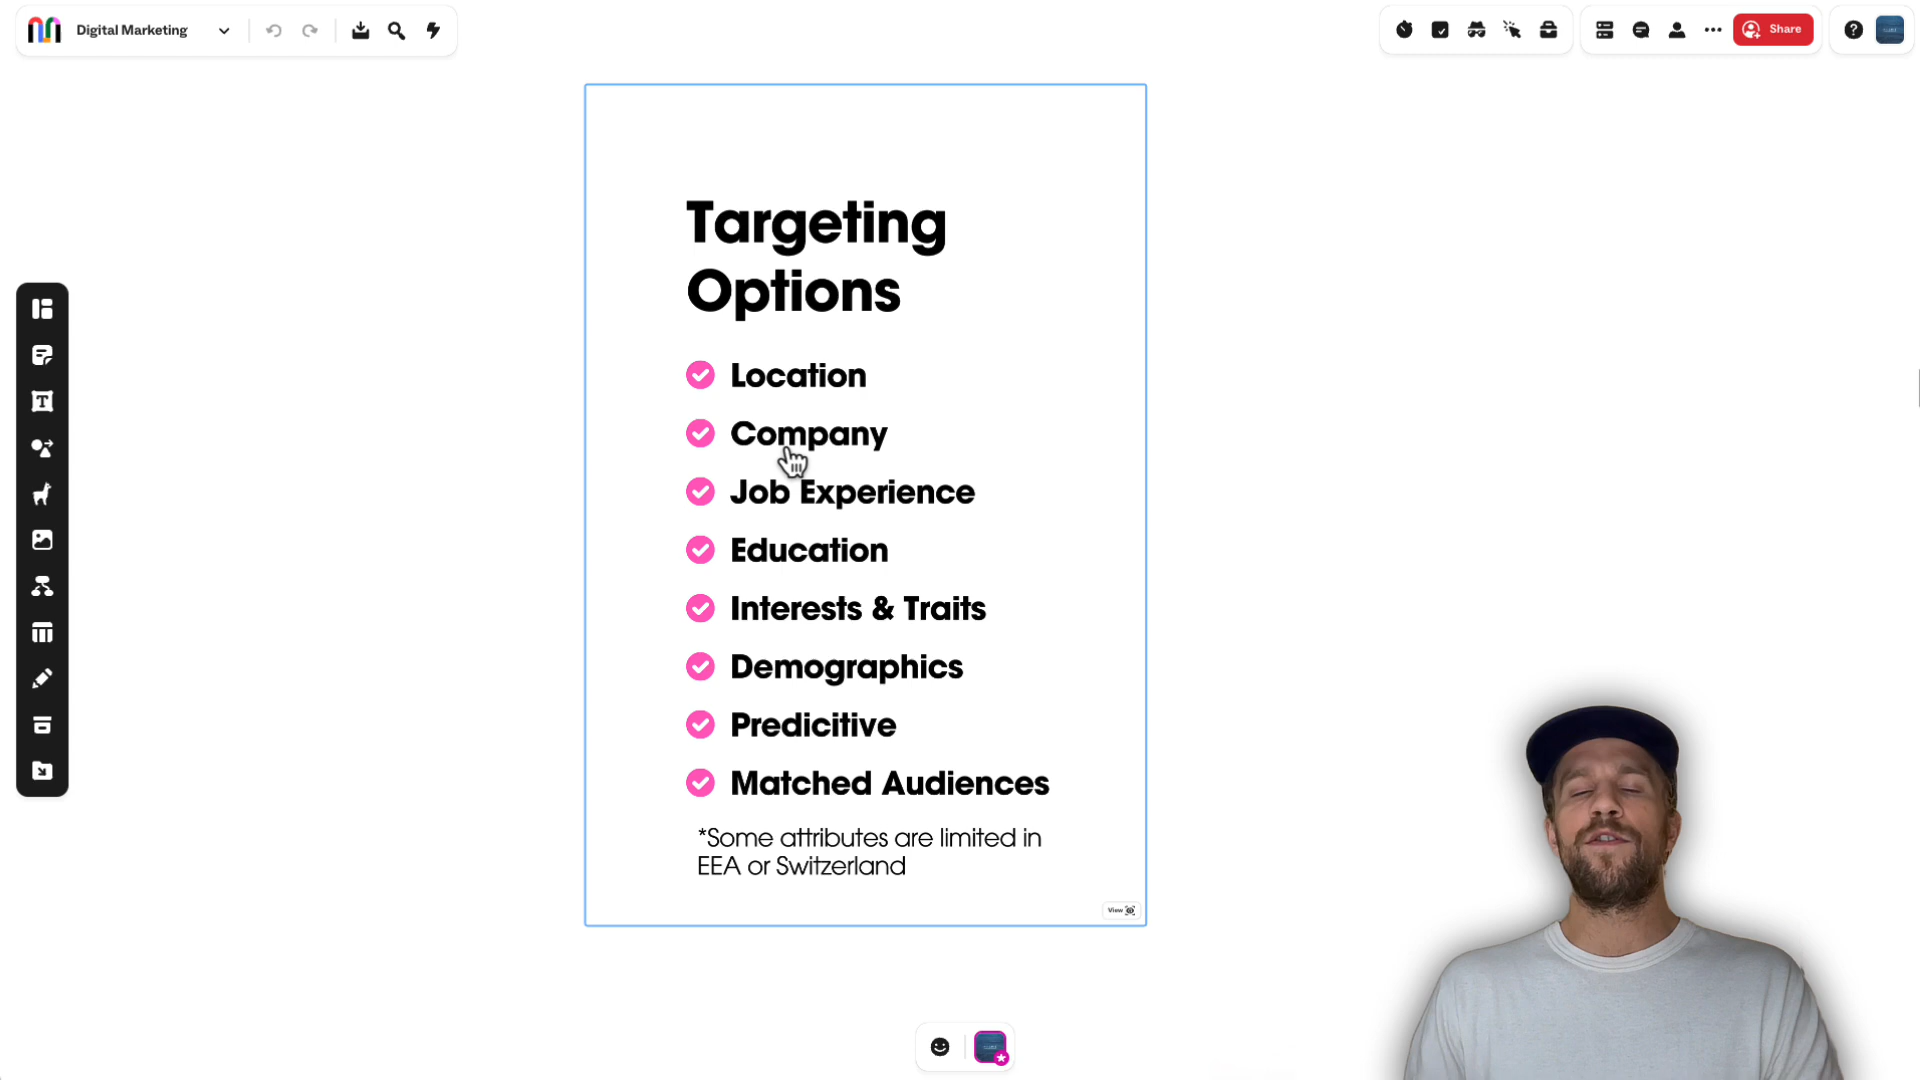 Digital Marketing
Share
Targeting
Options
Location
Company
Job Experience
Education
Interests & Traits
Demographics
Predicitive
Matched Audiences
*Some attributes are limited in
EEA or Switzerland
View